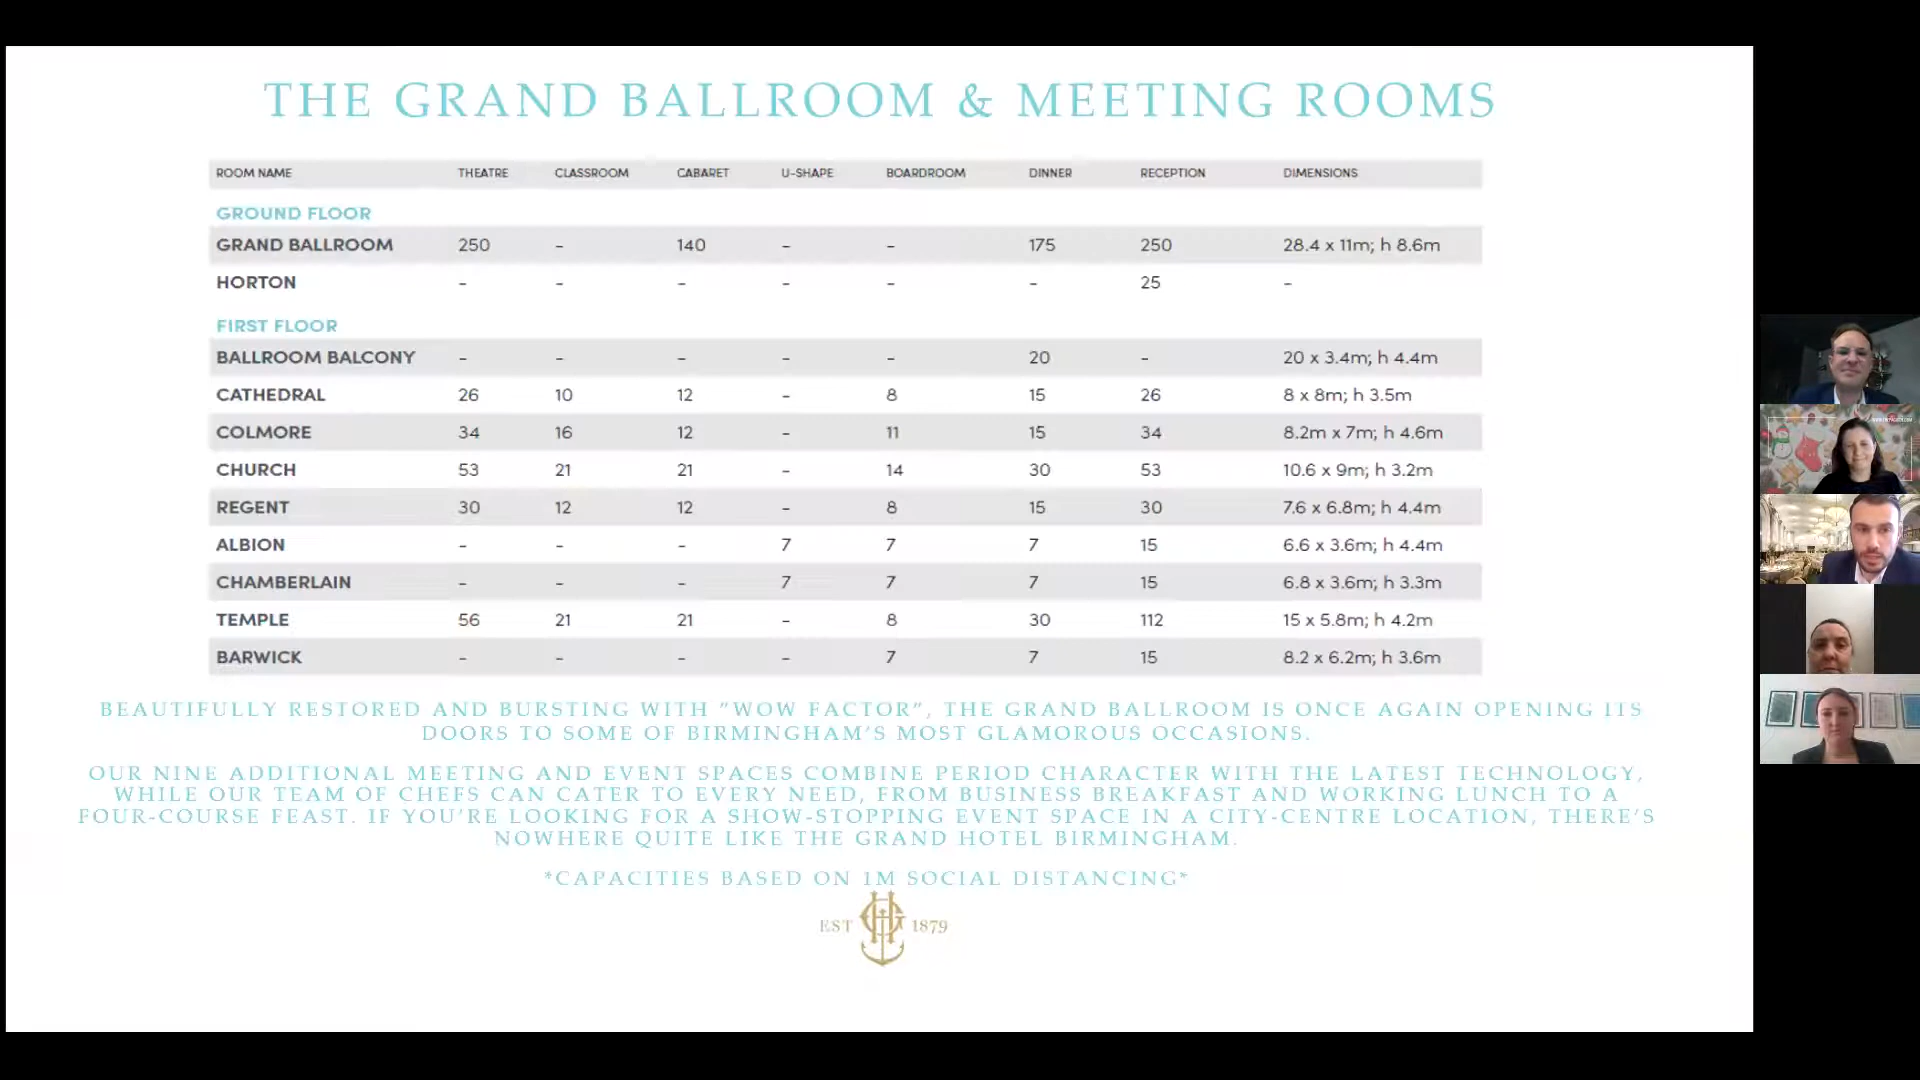 THE GRAND BALLROOM & MEETING ROOMS
ROOM NAME THEATRE CLASSROOM CABARET U-SHAPE BOARDROOM DINNER RECEPTION DIMENSIONS
GROUND FLOOR
GRAND BALLROOM 250 - 140 - - 175 250 28.4 x 11m; h 8.6m
HORTON - - - - - - 25 -
FIRST FLOOR
BALLROOM BALCONY - - - - - 20 - 20 x 3.4m; h 4.4m
CATHEDRAL 26 10 12 - 8 15 26 8 x 8m; h 3.5m
COLMORE 34 16 12 - 11 15 34 8.2m x 7m; h 4.6m
CHURCH 53 21 21 - 14 30 53 10.6 x 9m; h 3.2m
REGENT 30 12 12 - 8 15 30 7.6 x 6.8m; h 4.4m
ALBION - - - 7 7 7 15 6.6 x 3.6m; h 4.4m
CHAMBERLAIN - - - 7 7 7 15 6.8 x 3.6m; h 3.3m
TEMPLE 56 21 21 - 8 30 112 15 x 5.8m; h 4.2m
BARWICK - - - - 7 7 15 8.2 x 6.2m; h 3.6m
BEAUTIFULLY RESTORED AND BURSTING WITH "WOW FACTOR", THE GRAND BALLROOM IS ONCE AGAIN OPENING ITS
DOORS TO SOME OF BIRMINGHAM'S MOST GLAMOROUS OCCASIONS.
OUR NINE ADDITIONAL MEETING AND EVENT SPACES COMBINE PERIOD CHARACTER WITH THE LATEST TECHNOLOGY,
WHILE OUR TEAM OF CHEFS CAN CATER TO EVERY NEED, FROM BUSINESS BREAKFAST AND WORKING LUNCH TO A
FOUR-COURSE FEAST. IF YOU'RE LOOKING FOR A SHOW-STOPPING EVENT SPACE IN A CITY-CENTRE LOCATION, THERE'S
NOWHERE QUITE LIKE THE GRAND HOTEL BIRMINGHAM.
*CAPACITIES BASED ON 1M SOCIAL DISTANCING*
EST 1879